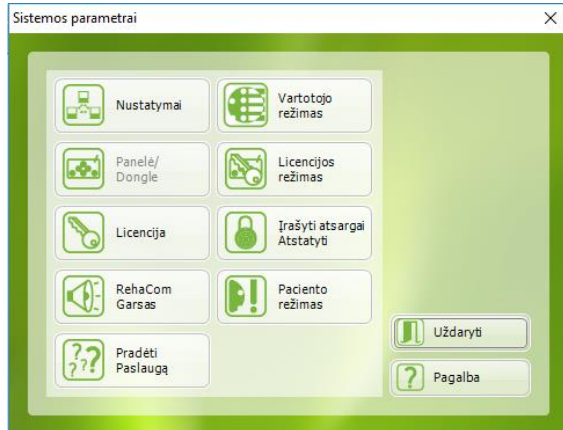 Sistemos parametrai
Nustatymai
Vartotojo
režimas
Panelė/
Dongle
Licencijos
režimas
Licencija
Įrašyti atsargai
Atstatyti
RehaCom
Garsas
Paciento
režimas
Pradėti
Paslaugą
Uždaryti
Pagalba